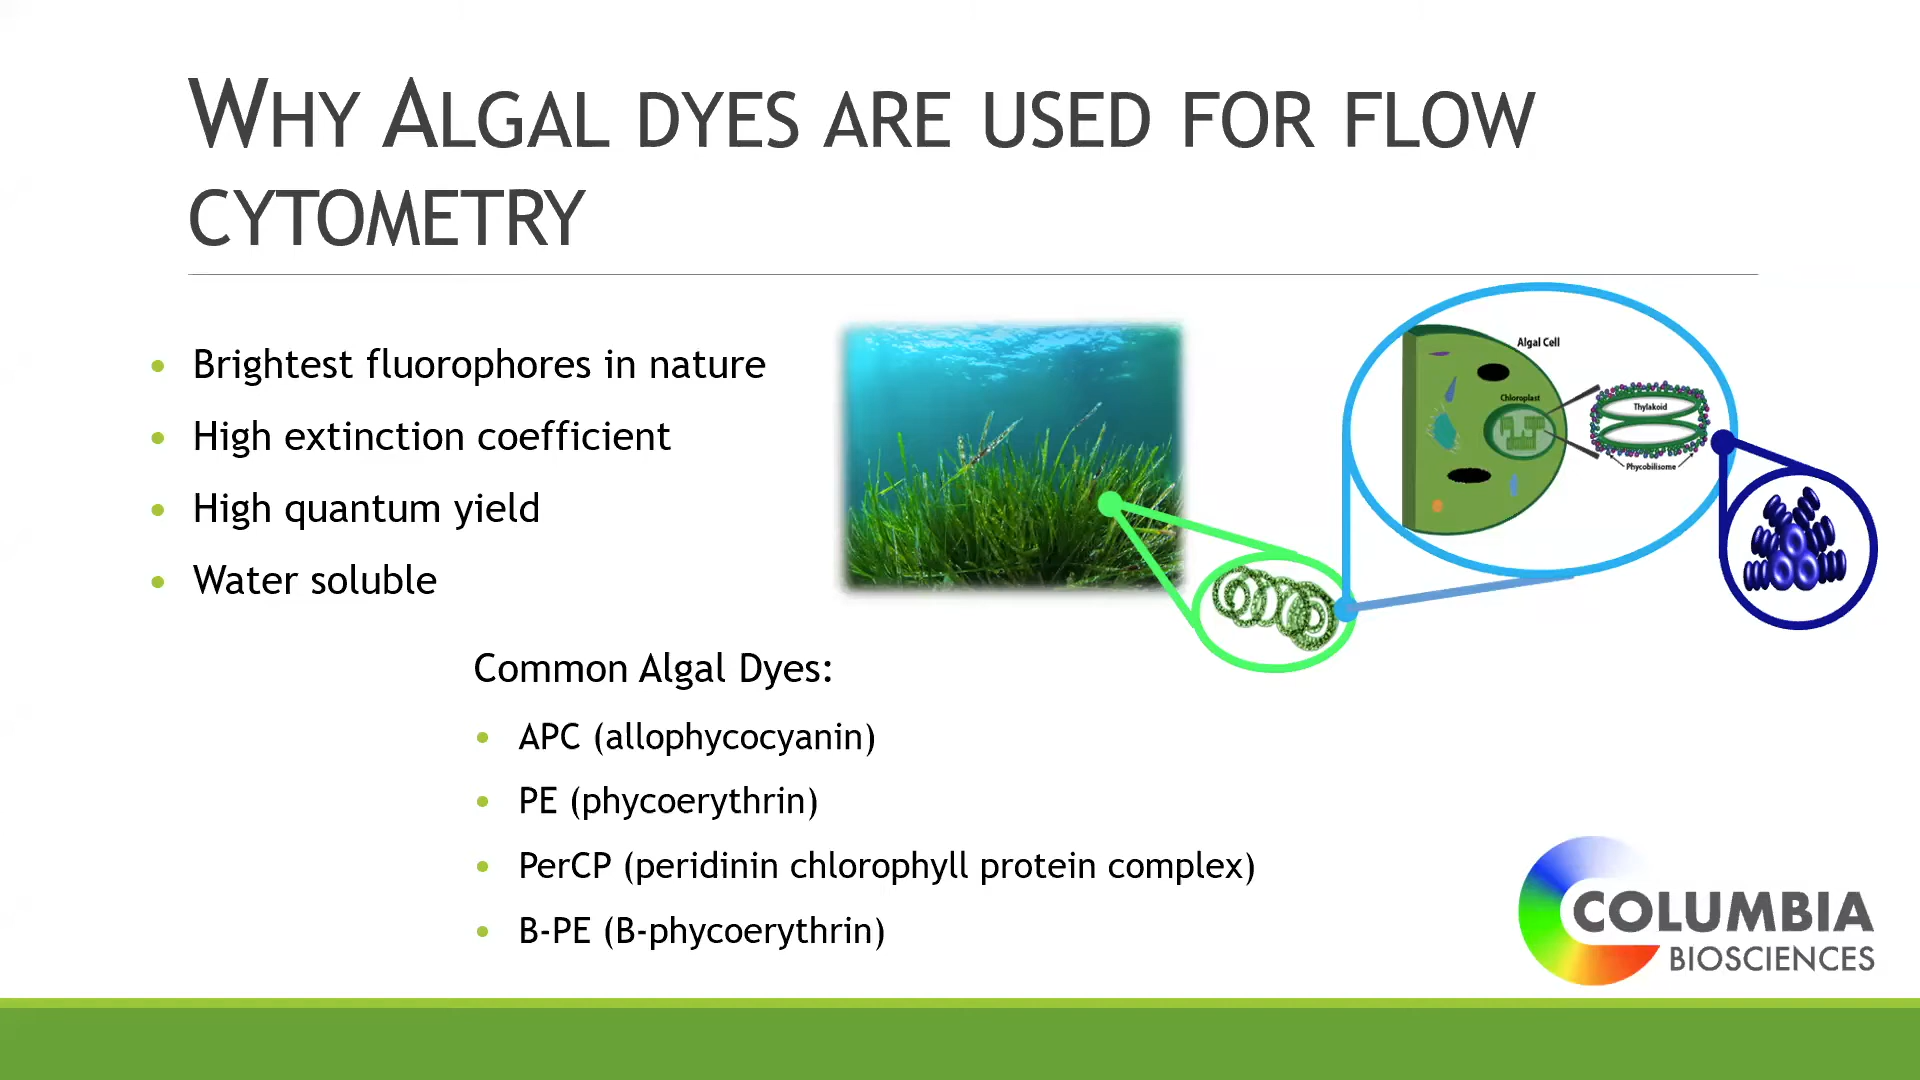 WHY ALGAL DYES ARE USED FOR FLOW
CYTOMETRY
• Brightest fluorophores in nature
• High extinction coefficient
• High quantum yield
• Water soluble
Algal Cell
Chloroplast
Thylakoid
Phycobilisome
Common Algal Dyes:
• APC (allophycocyanin)
• PE (phycoerythrin)
• PerCP (peridinin chlorophyll protein complex)
• B-PE (B-phycoerythrin)
COLUMBIA
BIOSCIENCES